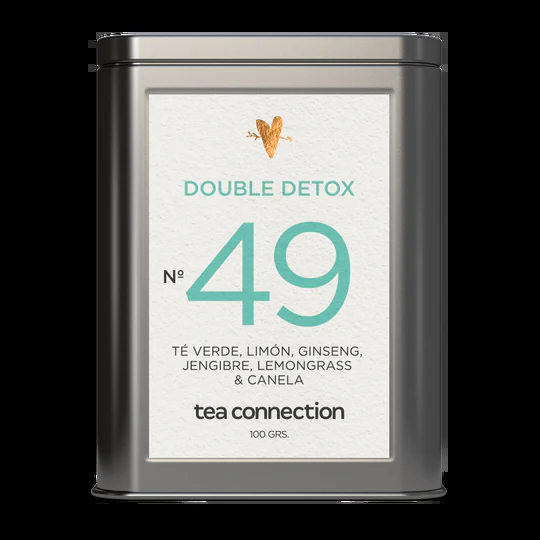 DOUBLE DETOX
Nº 49
TÉ VERDE, LIMÓN, GINSENG,
JENGIBRE, LEMONGRASS
& CANELA
tea connection
100 GRS.